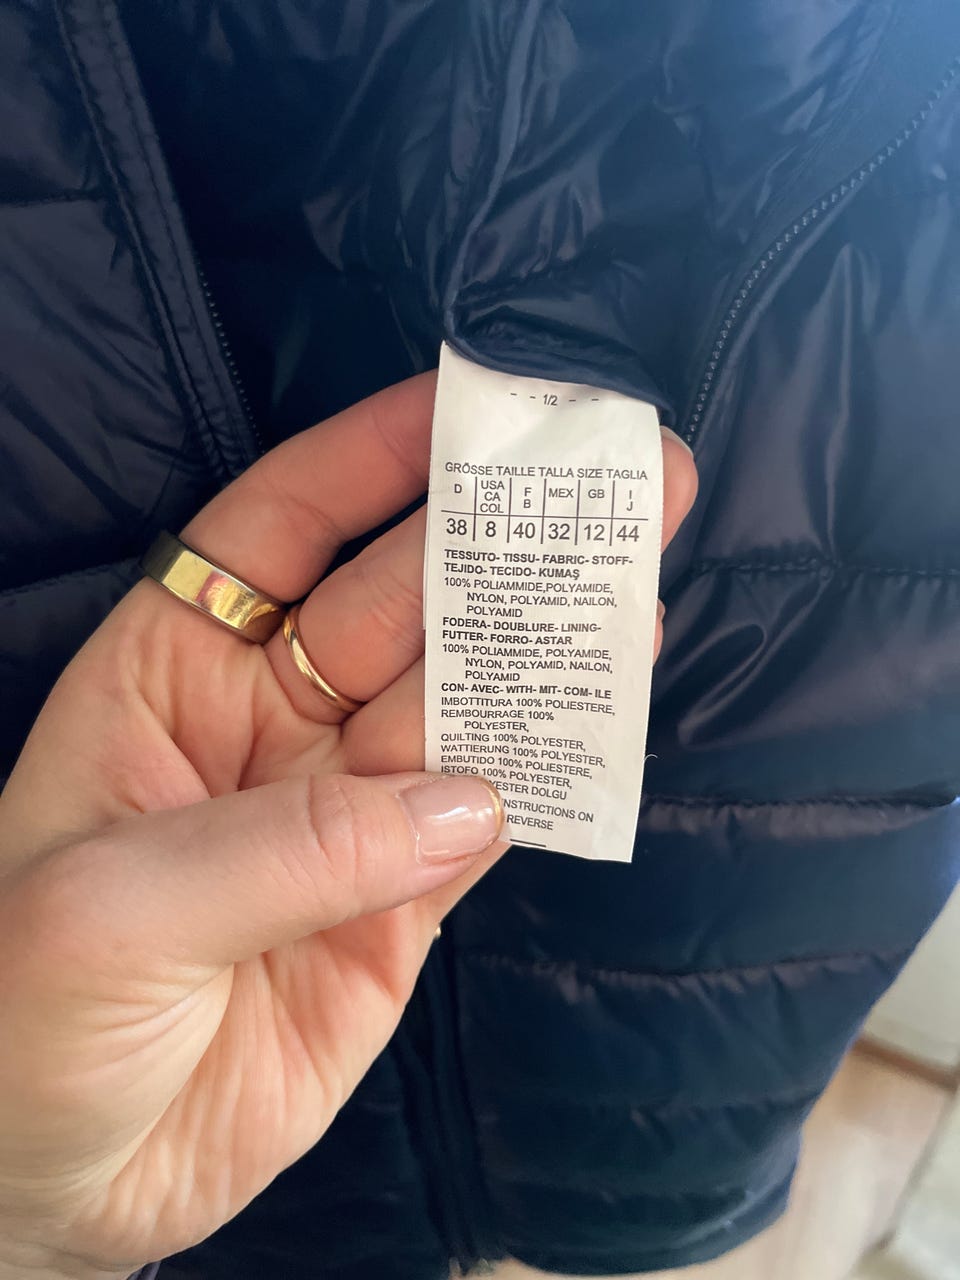 - - 1/2 - -
GRÖSSE TAILLE TALLA SIZE TAGLIA
D | USA CA COL | F B | MEX | GB | I J
38 | 8 | 40 | 32 | 12 | 44
TESSUTO- TISSU- FABRIC- STOFF-
TEJIDO- TECIDO- KUMAŞ
100% POLIAMMIDE,POLYAMIDE,
NYLON, POLYAMID, NAILON,
POLYAMID
FODERA- DOUBLURE- LINING-
FUTTER- FORRO- ASTAR
100% POLIAMMIDE, POLYAMIDE,
NYLON, POLYAMID, NAILON,
POLYAMID
CON- AVEC- WITH- MIT- COM- ILE
IMBOTTITURA 100% POLIESTERE,
REMBOURRAGE 100%
POLYESTER,
QUILTING 100% POLYESTER,
WATTIERUNG 100% POLYESTER,
EMBUTIDO 100% POLIESTERE,
ISTOFO 100% POLYESTER,
DOLGU
INSTRUCTIONS ON
REVERSE